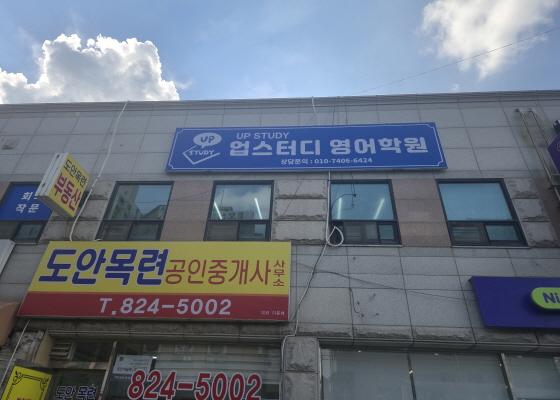 UP
STUDY
UP STUDY
업스터디 영어학원
상담문의 : 010-7406-6424
도안목련
부동산
회
작문
도안목련공인중개사
사무소
T.824-5002
824-5002
Ni